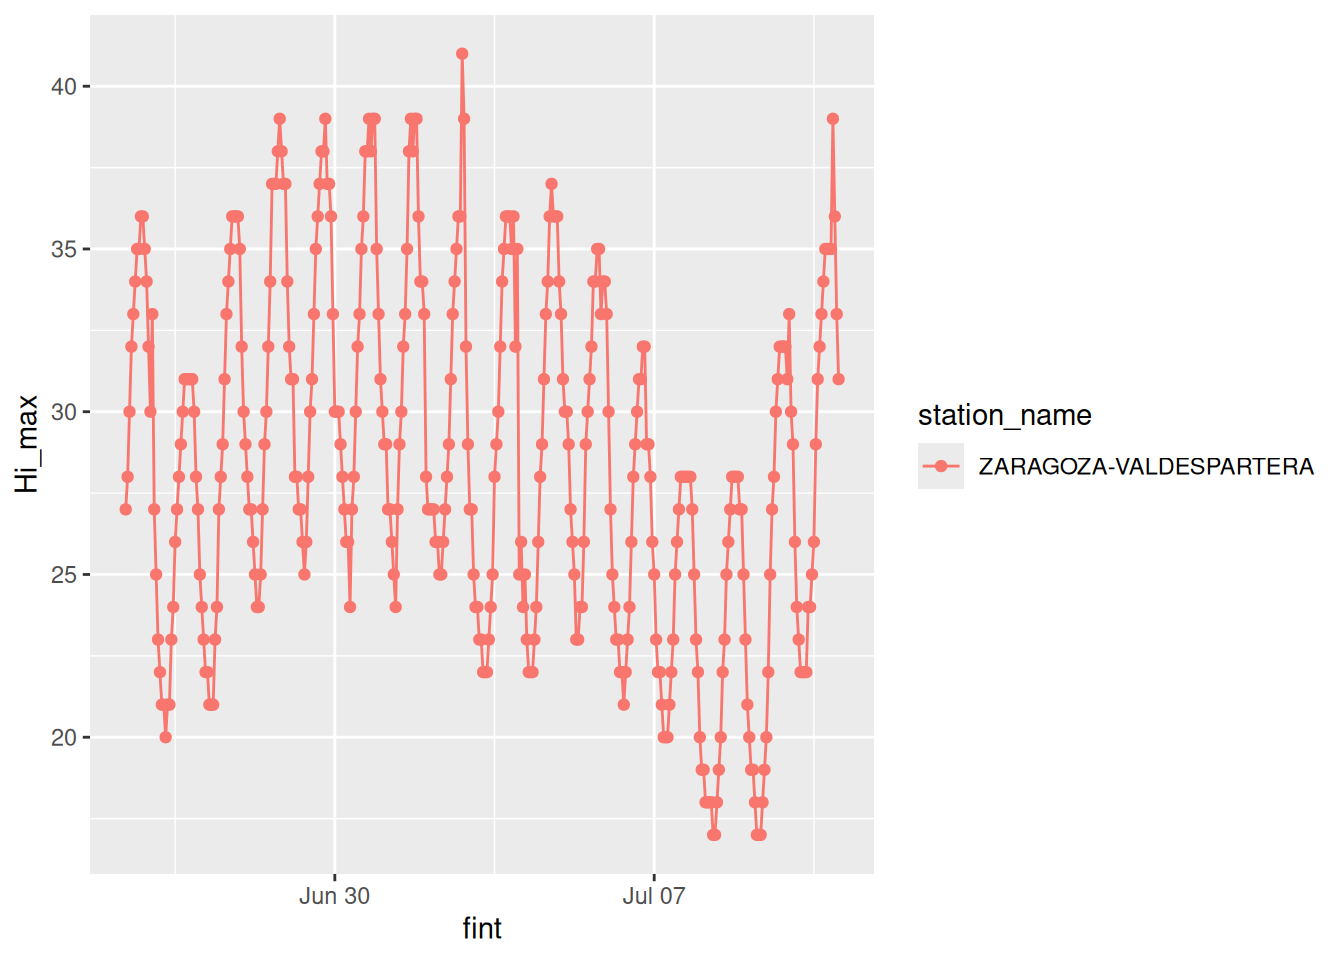 40
35
30
25
20
Hi_max
Jun 30
Jul 07
fint
station_name
ZARAGOZA-VALDESPARTERA